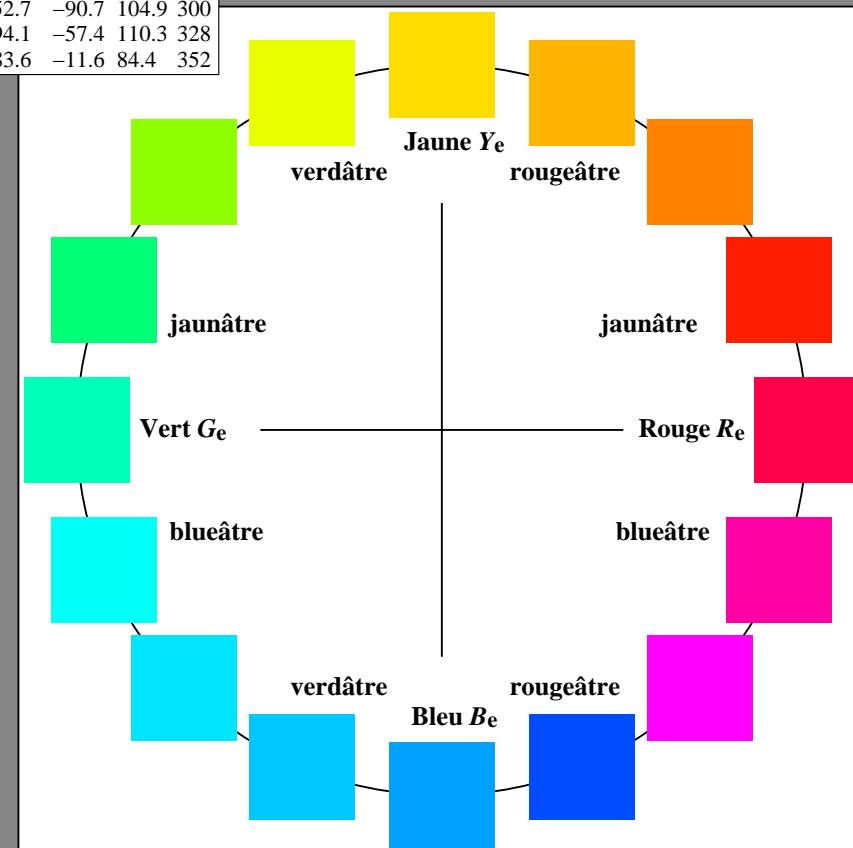 −90.7 104.9 300
−57.4 110.3 328
−11.6 84.4 352
Jaune Ye
verdâtre rougeâtre
jaunâtre jaunâtre
Vert Ge Rouge Re
blueâtre blueâtre
verdâtre rougeâtre
Bleu Be